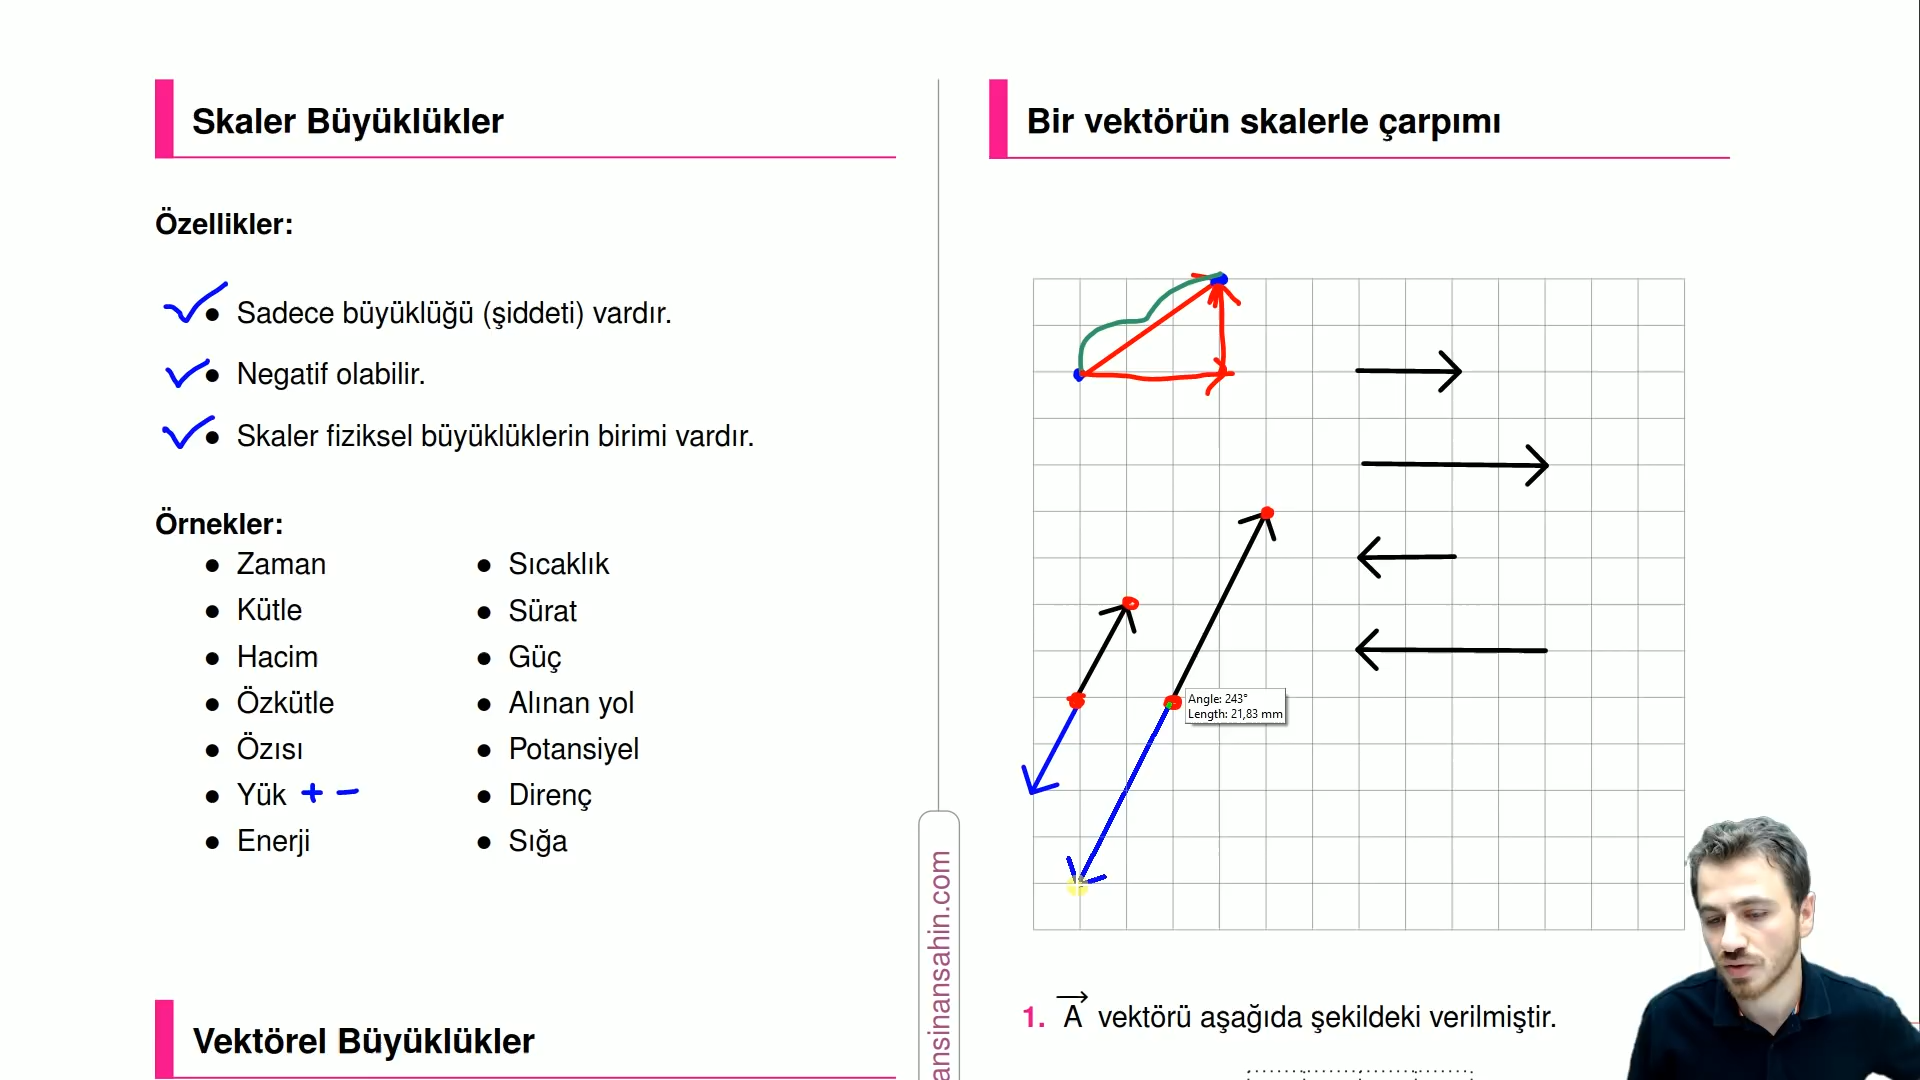 Skaler Büyüklükler
Özellikler:
Sadece büyüklüğü (şiddeti) vardır.
Negatif olabilir.
Skaler fiziksel büyüklüklerin birimi vardır.
Örnekler:
Zaman
Kütle
Hacim
Özkütle
Özısı
Yük + -
Enerji
Sıcaklık
Sürat
Güç
Alınan yol
Potansiyel
Direnç
Sığa
Vektörel Büyüklükler
ansinansahin.com
Bir vektörün skalerle çarpımı
Angle: 243°
Length: 21,83 mm
1. A vektörü aşağıda şekildeki verilmiştir.